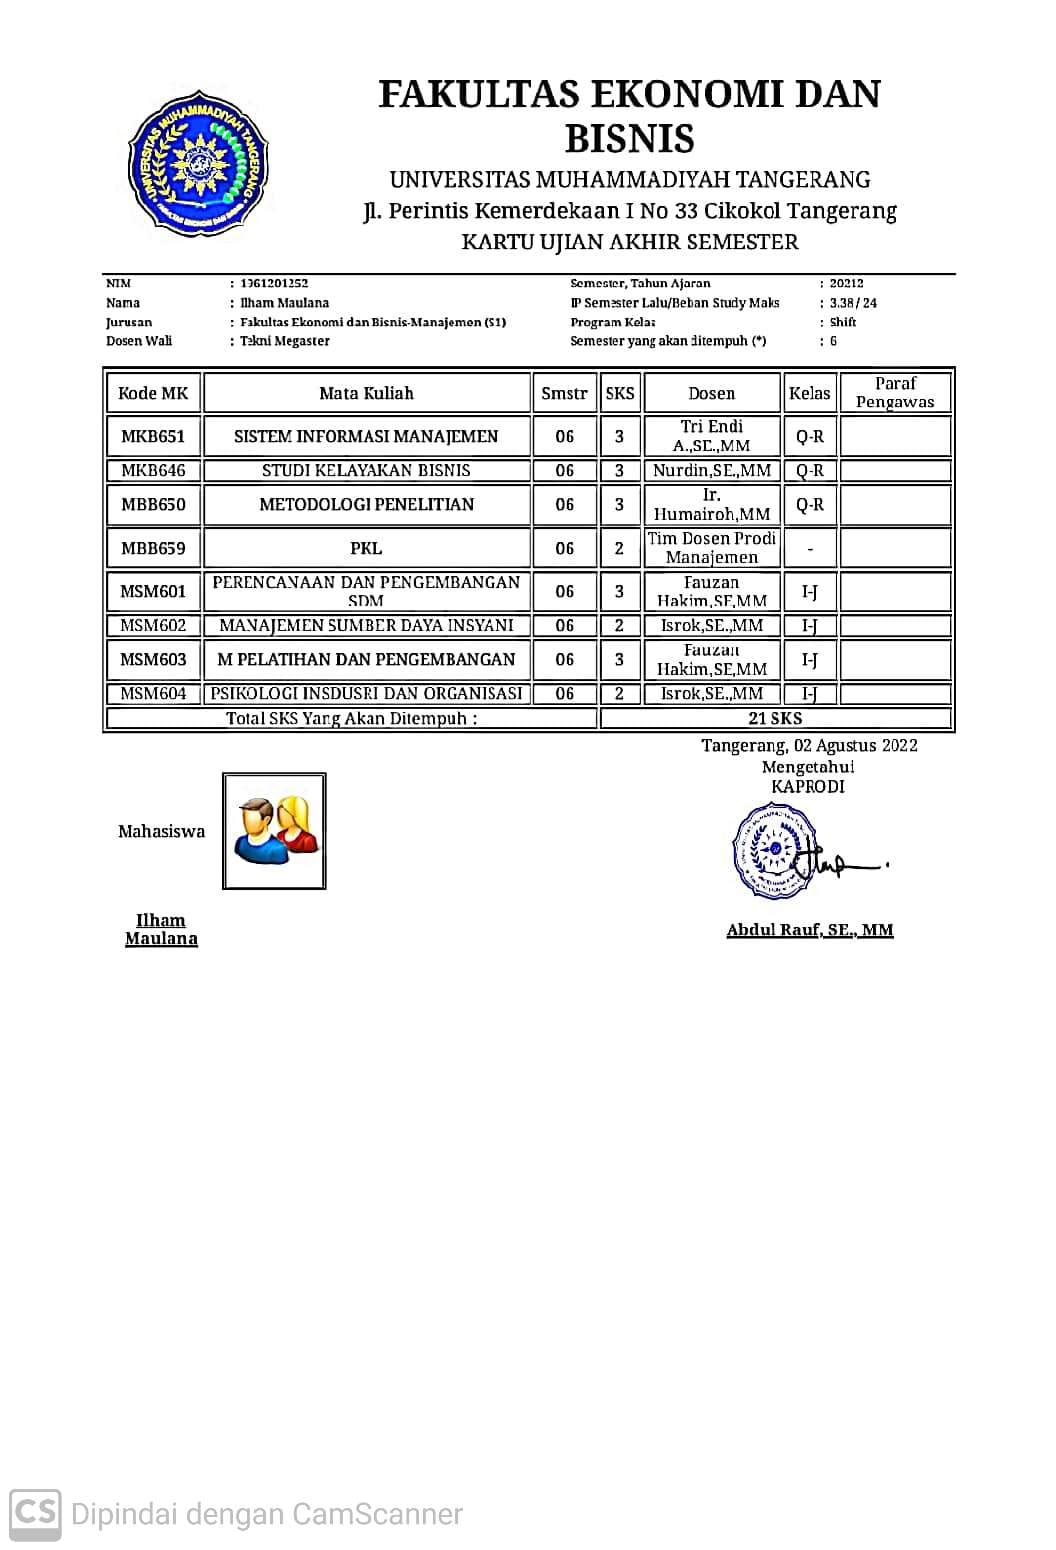 FAKULTAS EKONOMI DAN
BISNIS
UNIVERSITAS MUHAMMADIYAH TANGERANG
Jl. Perintis Kemerdekaan I No 33 Cikokol Tangerang
KARTU UJIAN AKHIR SEMESTER
UNIVERSITAS MUHAMMADIYAH TANGERANG
NIM : 1961201252 Semester, Tahun Ajaran : 20212
Nama : Ilham Maulana IP Semester Lalu/Beban Study Maks : 3.38 / 24
Jurusan : Fakultas Ekonomi dan Bisnis-Manajemen (S1) Program Kelas : Shift
Dosen Wali : Tekni Megaster Semester yang akan ditempuh (*) : 6
Kode MK Mata Kuliah Smstr SKS Dosen Kelas Paraf Pengawas
MKB651 SISTEM INFORMASI MANAJEMEN 06 3 Tri Endi A.,SE.,MM Q-R
MKB646 STUDI KELAYAKAN BISNIS 06 3 Nurdin,SE.,MM Q-R
MBB650 METODOLOGI PENELITIAN 06 3 Ir. Humairoh,MM Q-R
MBB659 PKL 06 2 Tim Dosen Prodi Manajemen -
MSM601 PERENCANAAN DAN PENGEMBANGAN SDM 06 3 Fauzan Hakim,SE,MM I-J
MSM602 MANAJEMEN SUMBER DAYA INSYANI 06 2 Isrok,SE.,MM I-J
MSM603 M PELATIHAN DAN PENGEMBANGAN 06 3 Fauzan Hakim,SE,MM I-J
MSM604 PSIKOLOGI INSDUSRI DAN ORGANISASI 06 2 Isrok,SE.,MM I-J
Total SKS Yang Akan Ditempuh : 21 SKS
Tangerang, 02 Agustus 2022
Mengetahui
KAPRODI
Mahasiswa
Ilham
Maulana
Abdul Rauf, SE., MM
CS Dipindai dengan CamScanner